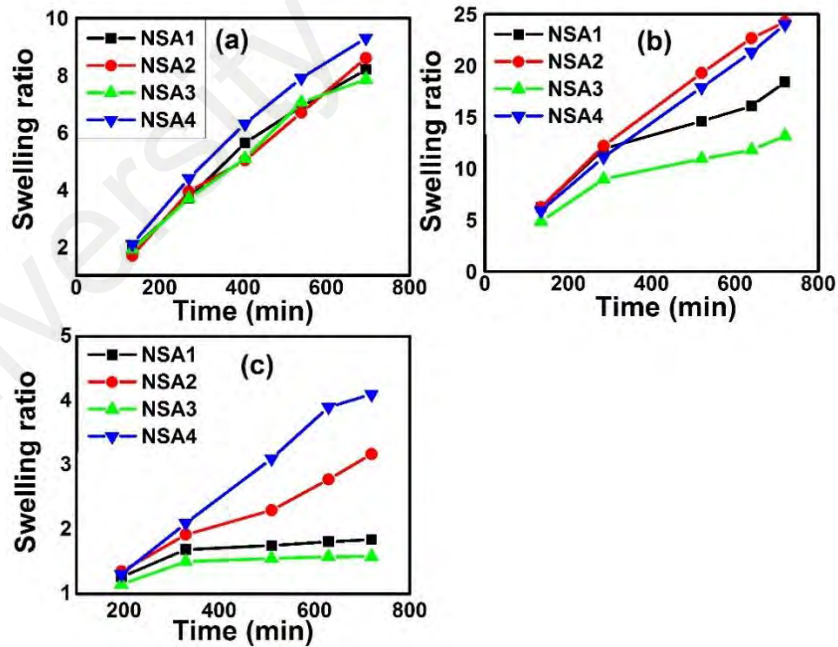 (a)
NSA1
NSA2
NSA3
NSA4
Swelling ratio
10
8
6
4
2
0 200 400 600 800
Time (min)
(b)
NSA1
NSA2
NSA3
NSA4
Swelling ratio
25
20
15
10
5
0
0 200 400 600 800
Time (min)
(c)
NSA1
NSA2
NSA3
NSA4
Swelling ratio
5
4
3
2
1
200 400 600 800
Time (min)